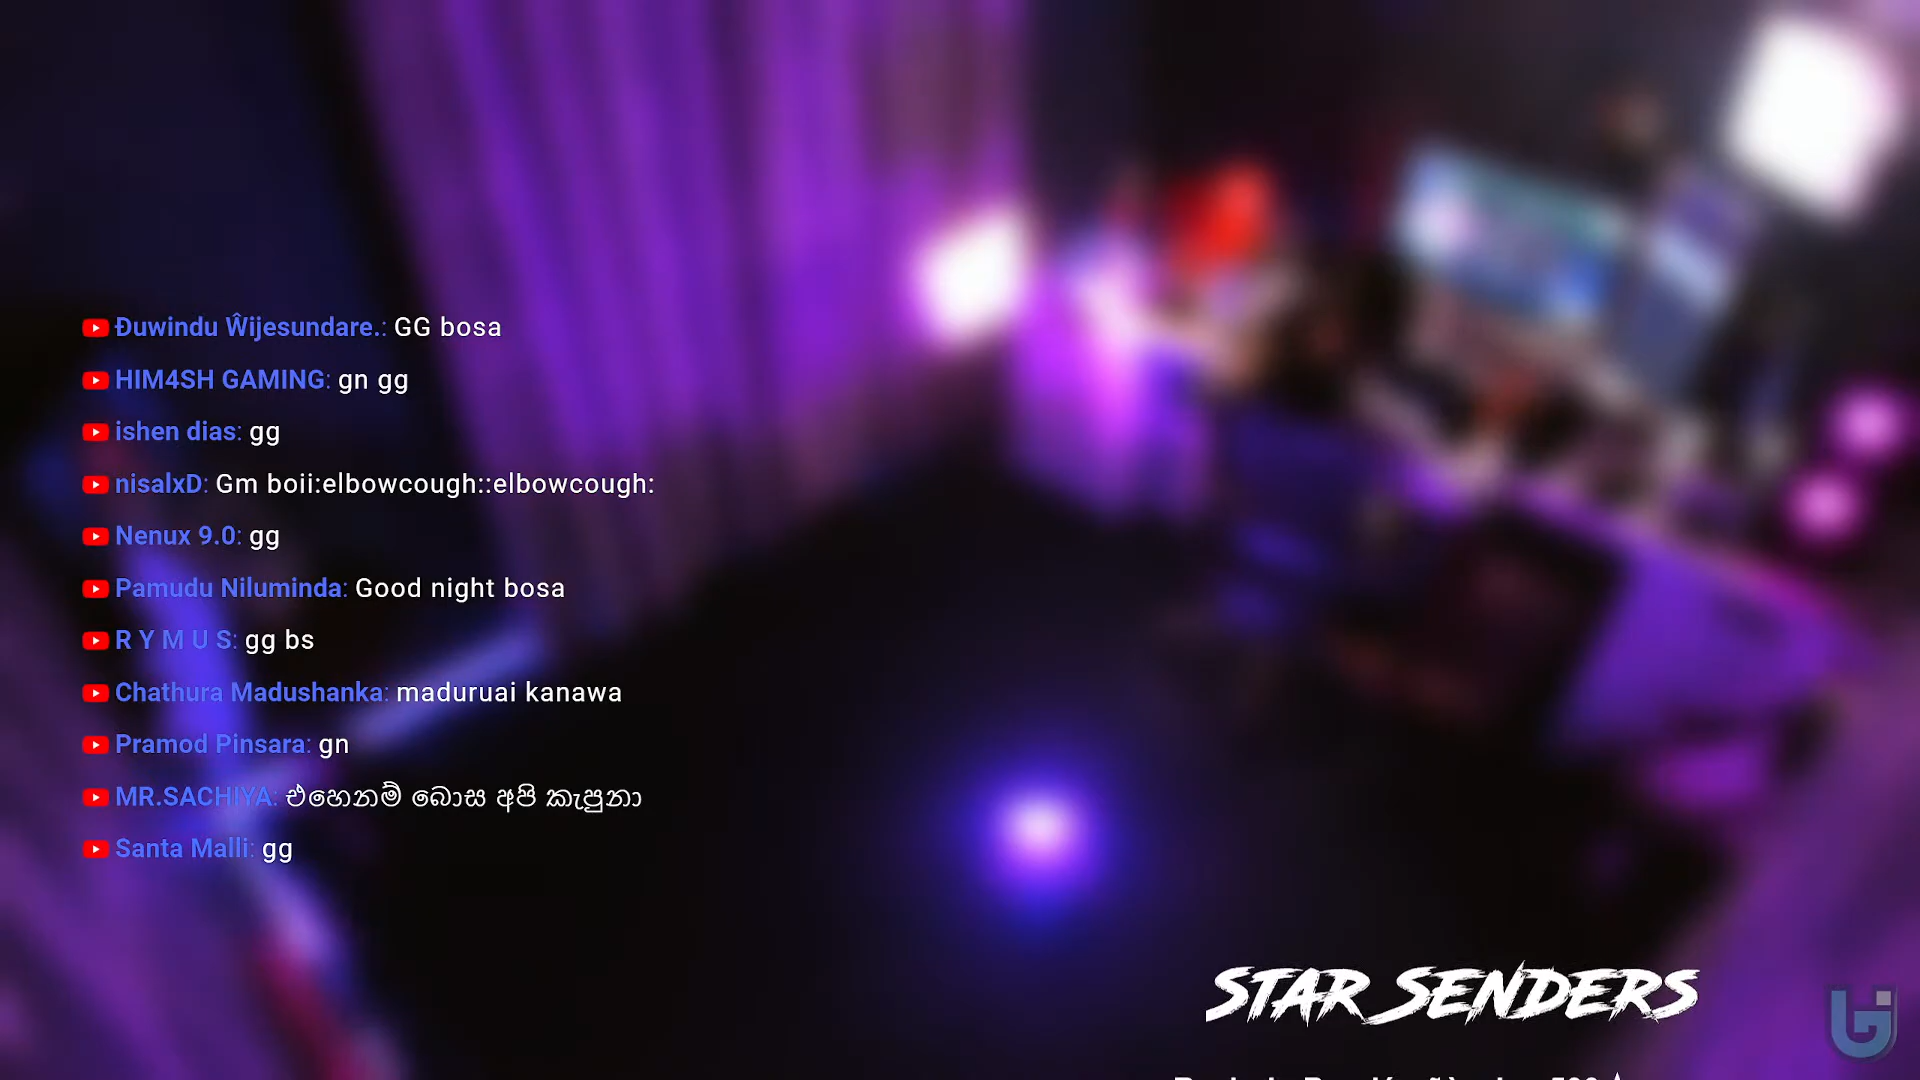 Đuwindu Ŵijesundare.: GG bosa
HIM4SH GAMING: gn gg
ishen dias: gg
nisalxD: Gm boii:elbowcough::elbowcough:
Nenux 9.0: gg
Pamudu Niluminda: Good night bosa
R Y M U S: gg bs
Chathura Madushanka: maduruai kanawa
Pramod Pinsara: gn
MR.SACHIYA: එහෙනම් බොස අපි කැපුනා
Santa Malli: gg
STAR SENDERS